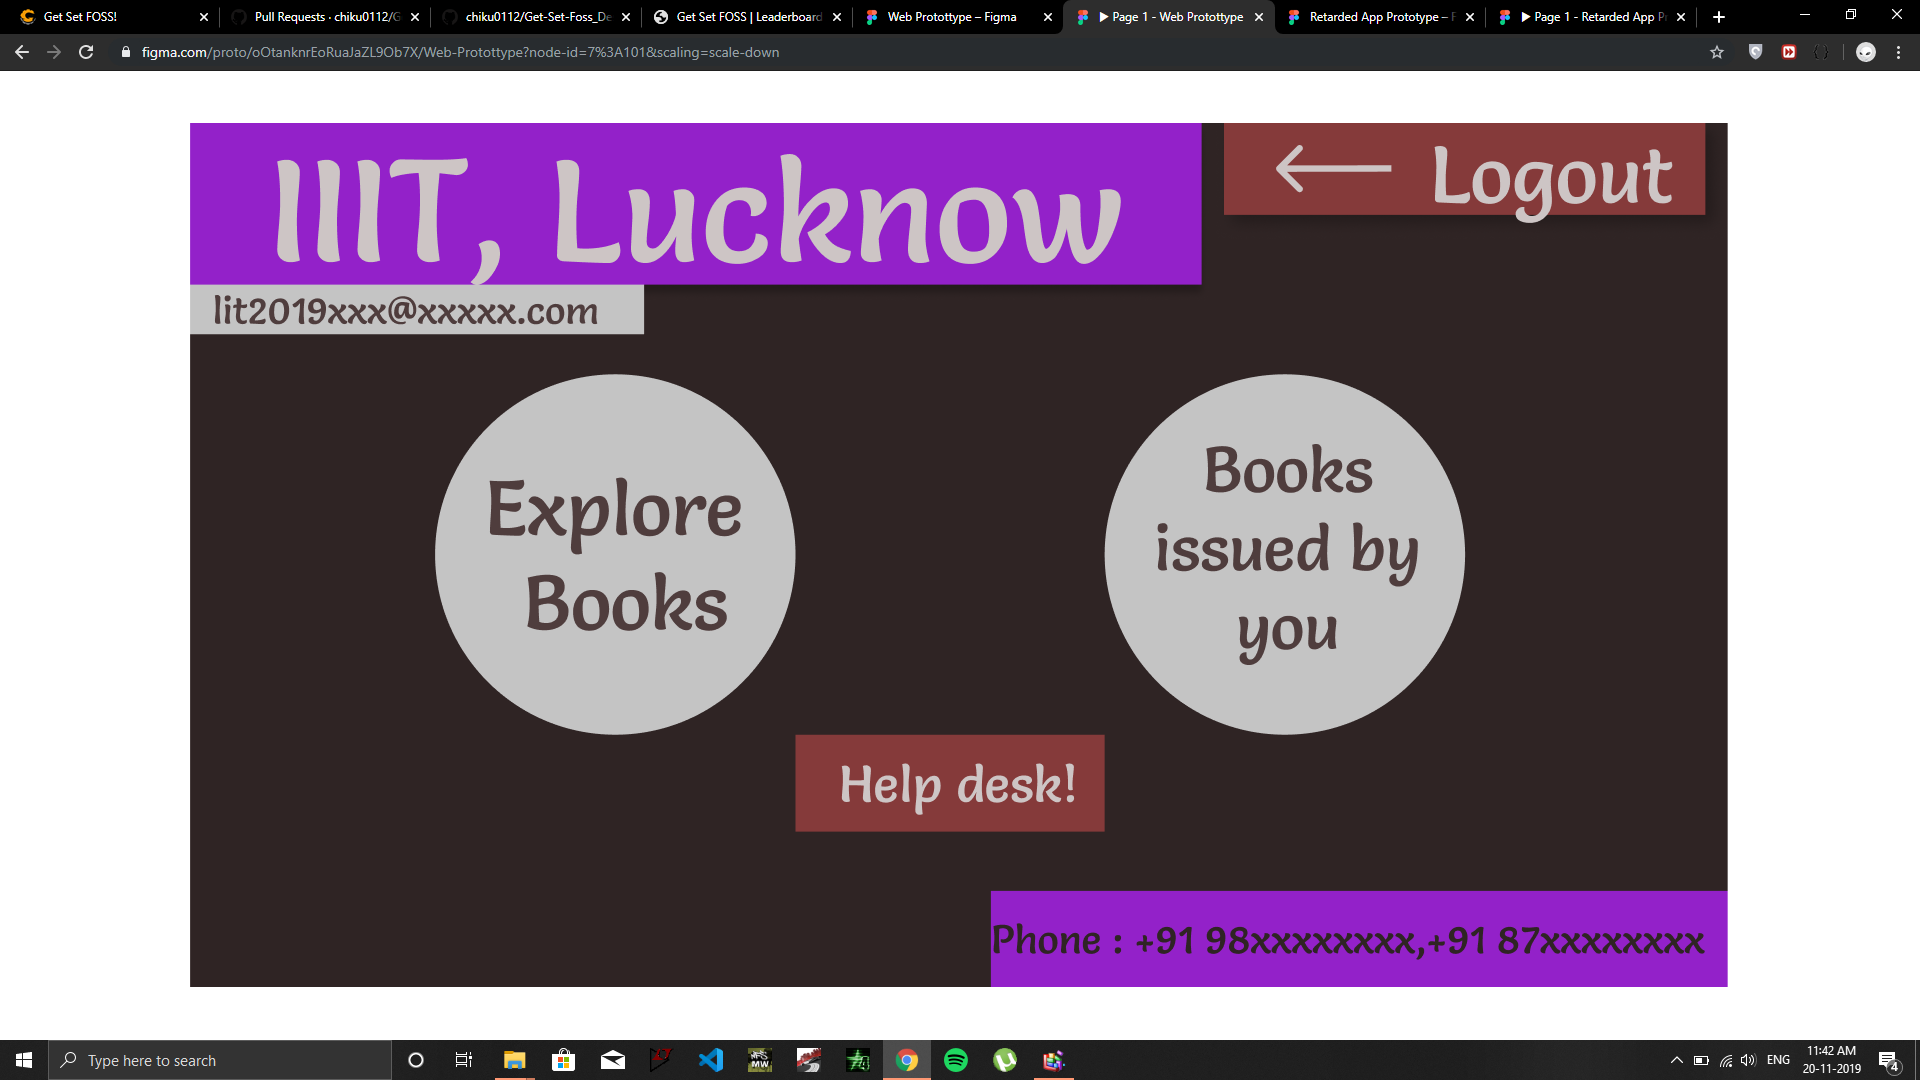 Get Set FOSS!
Pull Requests · chiku0112/G
chiku0112/Get-Set-Foss_De
Get Set FOSS | Leaderboard
Web Protottype – Figma
▶ Page 1 - Web Protottype
Retarded App Prototype – F
▶ Page 1 - Retarded App P
figma.com/proto/oOtanknrEoRuaJaZL9Ob7X/Web-Protottype?node-id=7%3A101&scaling=scale-down
IIIT, Lucknow
Logout
lit2019xxx@xxxxx.com
Explore
Books
Books
issued by
you
Help desk!
Phone : +91 98xxxxxxxx,+91 87xxxxxxxx
Type here to search
ENG
11:42 AM
20-11-2019
4